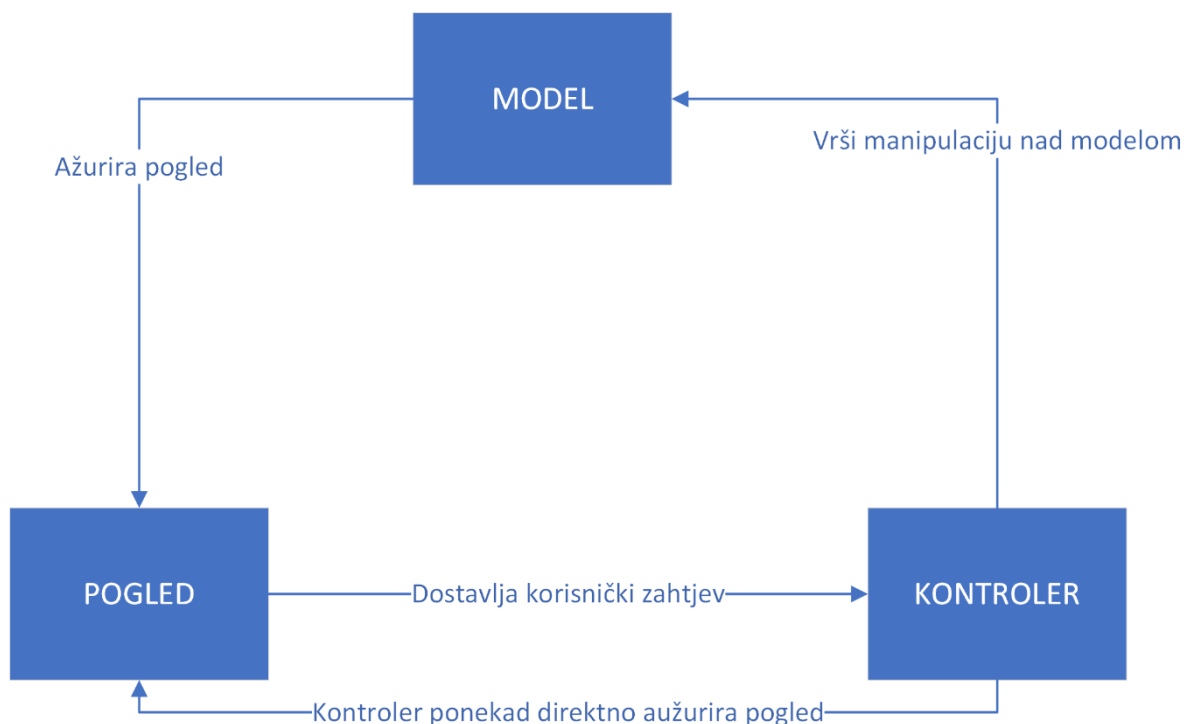 MODEL
Ažurira pogled
Vrši manipulaciju nad modelom
POGLED
Dostavlja korisnički zahtjev
KONTROLER
Kontroler ponekad direktno aužurira pogled